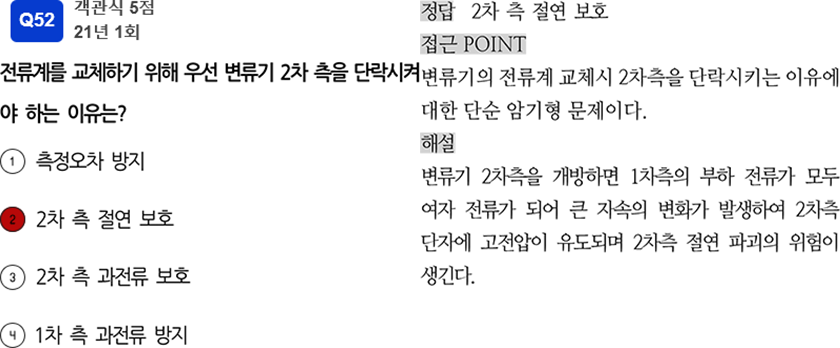 Q52
객관식 5점
21년 1회
전류계를 교체하기 위해 우선 변류기 2차 측을 단락시켜
야 하는 이유는?
① 측정오차 방지
② 2차 측 절연 보호
③ 2차 측 과전류 보호
④ 1차 측 과전류 방지
정답 2차 측 절연 보호
접근 POINT
변류기의 전류계 교체시 2차측을 단락시키는 이유에
대한 단순 암기형 문제이다.
해설
변류기 2차측을 개방하면 1차측의 부하 전류가 모두
여자 전류가 되어 큰 자속의 변화가 발생하여 2차측
단자에 고전압이 유도되며 2차측 절연 파괴의 위험이
생긴다.